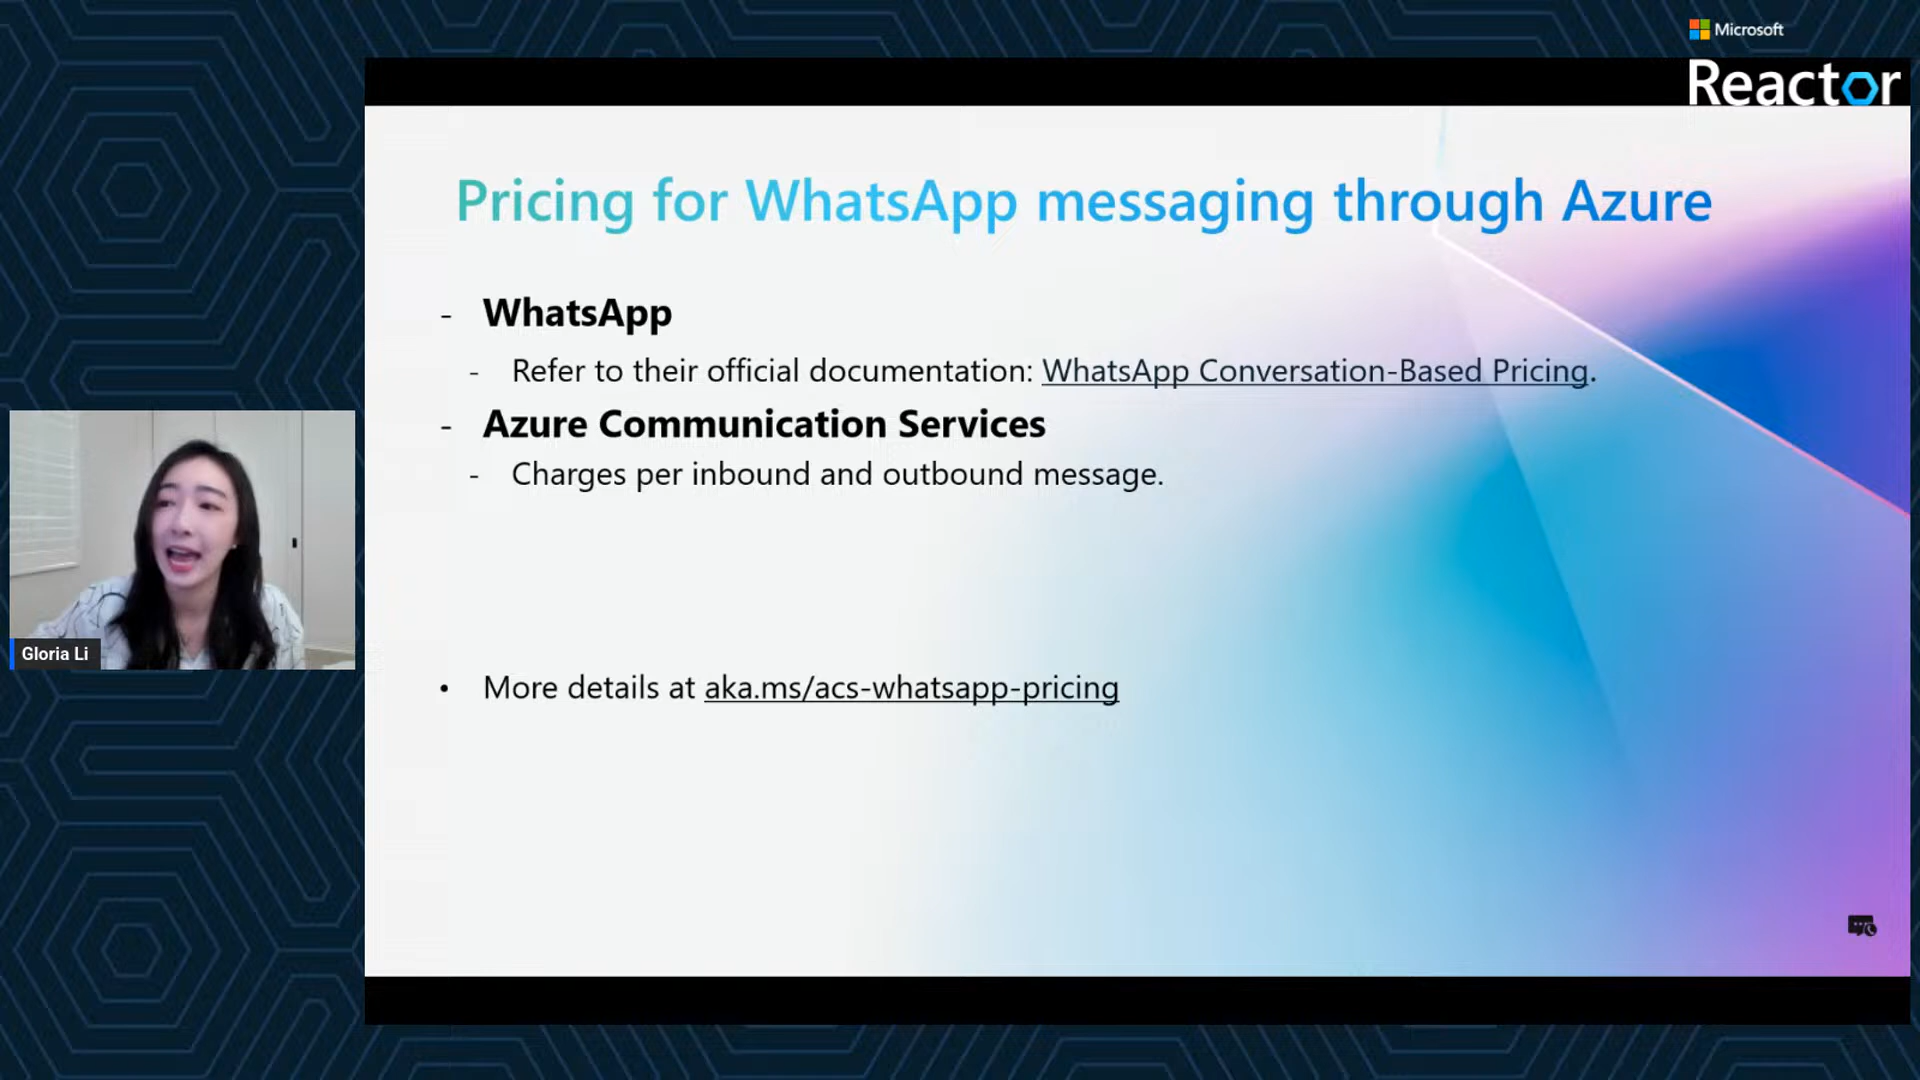 Microsoft
Reactor
Pricing for WhatsApp messaging through Azure
- WhatsApp
- Refer to their official documentation: WhatsApp Conversation-Based Pricing.
- Azure Communication Services
- Charges per inbound and outbound message.
Gloria Li
• More details at aka.ms/acs-whatsapp-pricing